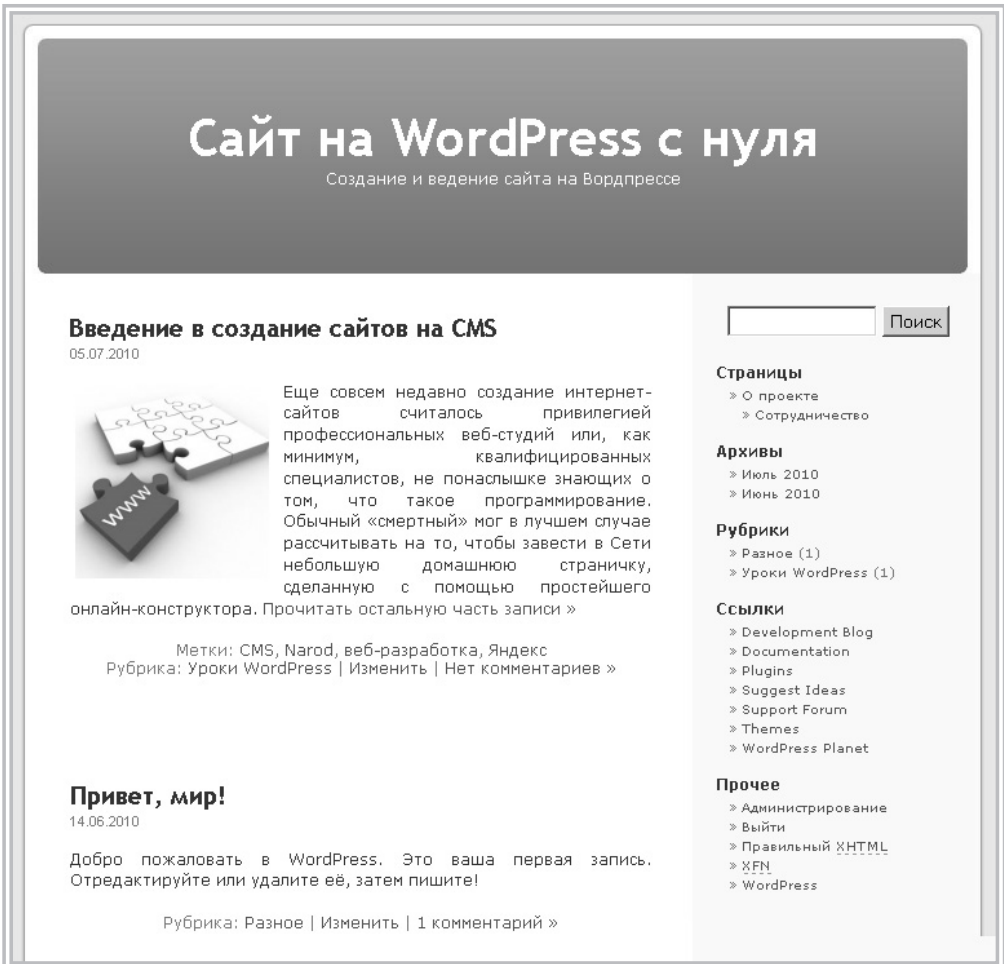 Сайт на WordPress с нуля
Создание и ведение сайта на Вордпрессе
Введение в создание сайтов на CMS
05.07.2010
www
Еще совсем недавно создание интернет-
сайтов считалось привилегией
профессиональных веб-студий или, как
минимум, квалифицированных
специалистов, не понаслышке знающих о
том, что такое программирование.
Обычный «смертный» мог в лучшем случае
рассчитывать на то, чтобы завести в Сети
небольшую домашнюю страничку,
сделанную с помощью простейшего
онлайн-конструктора. Прочитать остальную часть записи »
Метки: CMS, Narod, веб-разработка, Яндекс
Рубрика: Уроки WordPress | Изменить | Нет комментариев »
Привет, мир!
14.06.2010
Добро пожаловать в WordPress. Это ваша первая запись.
Отредактируйте или удалите её, затем пишите!
Рубрика: Разное | Изменить | 1 комментарий »
Поиск
Страницы
» О проекте
» Сотрудничество
Архивы
» Июль 2010
» Июнь 2010
Рубрики
» Разное (1)
» Уроки WordPress (1)
Ссылки
» Development Blog
» Documentation
» Plugins
» Suggest Ideas
» Support Forum
» Themes
» WordPress Planet
Прочее
» Администрирование
» Выйти
» Правильный XHTML
» XFN
» WordPress